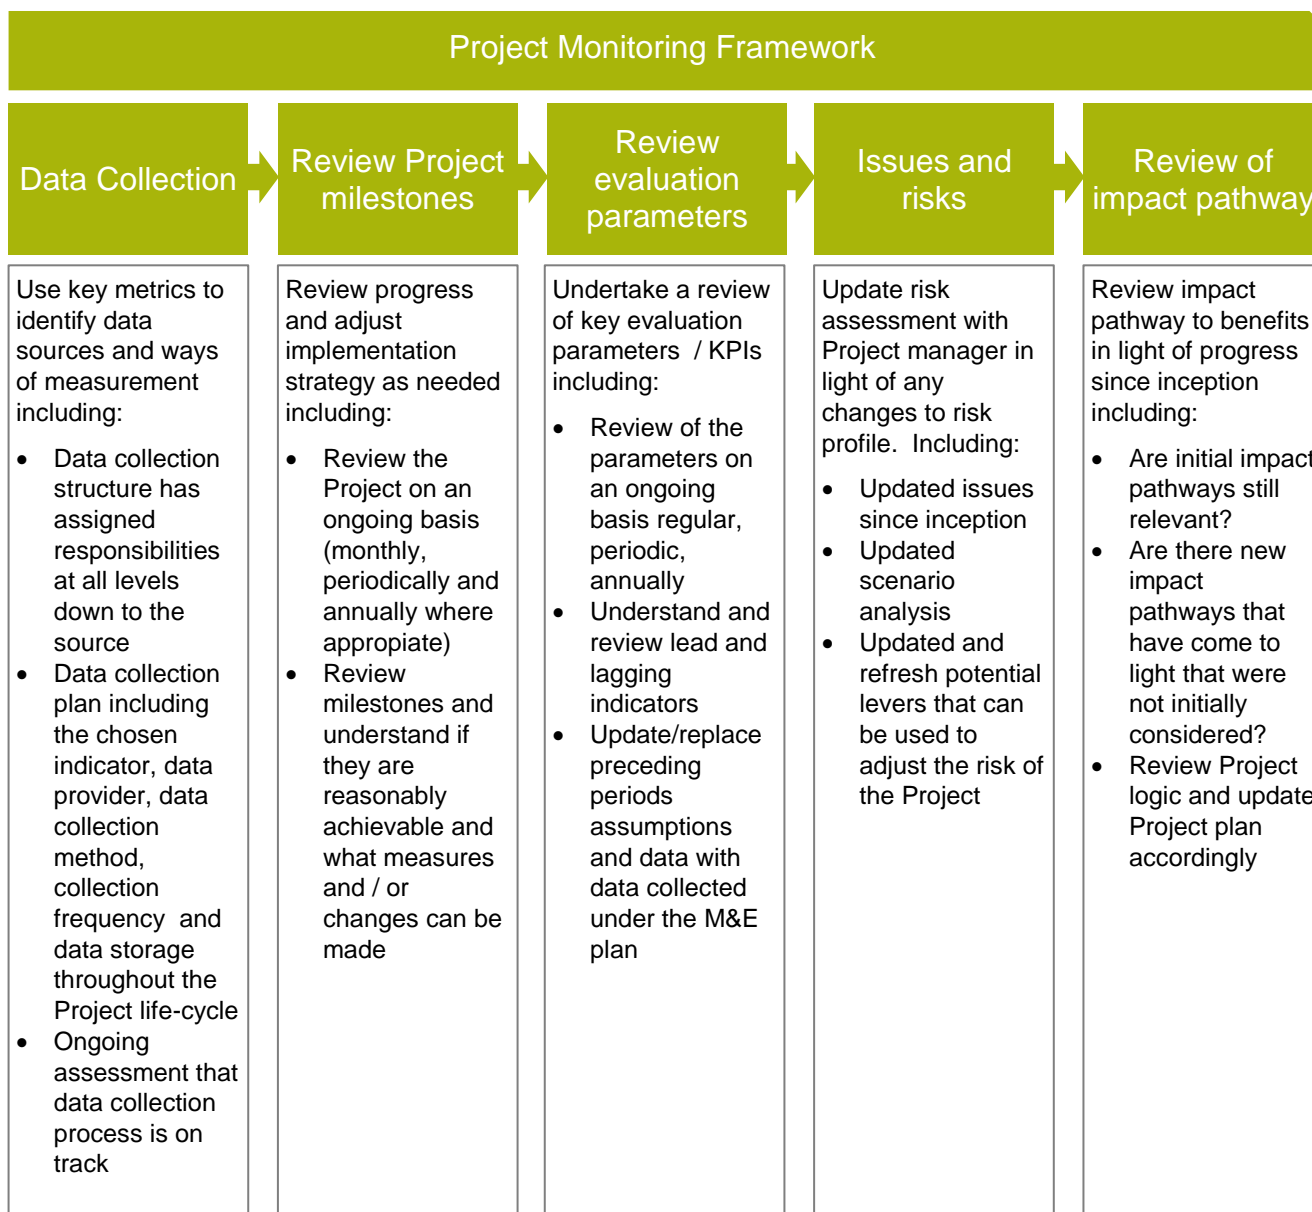 Project Monitoring Framework
Data Collection
Review Project
milestones
Review
evaluation
parameters
Issues and
risks
Review of
impact pathway
Use key metrics to
identify data
sources and ways
of measurement
including:
• Data collection
structure has
assigned
responsibilities
at all levels
down to the
source
• Data collection
plan including
the chosen
indicator, data
provider, data
collection
method,
collection
frequency  and
data storage
throughout the
Project life-cycle
• Ongoing
assessment that
data collection
process is on
track
Review progress
and adjust
implementation
strategy as needed
including:
• Review the
Project on an
ongoing basis
(monthly,
periodically and
annually where
appropiate)
• Review
milestones and
understand if
they are
reasonably
achievable and
what measures
and / or
changes can be
made
Undertake a review
of key evaluation
parameters  / KPIs
including:
• Review of the
parameters on
an ongoing
basis regular,
periodic,
annually
• Understand and
review lead and
lagging
indicators
• Update/replace
preceding
periods
assumptions
and data with
data collected
under the M&E
plan
Update risk
assessment with
Project manager in
light of any
changes to risk
profile.  Including:
• Updated issues
since inception
• Updated
scenario
analysis
• Updated and
refresh potential
levers that can
be used to
adjust the risk of
the Project
Review impact
pathway to benefits
in light of progress
since inception
including:
• Are initial impact
pathways still
relevant?
• Are there new
impact
pathways that
have come to
light that were
not initially
considered?
• Review Project
logic and update
Project plan
accordingly